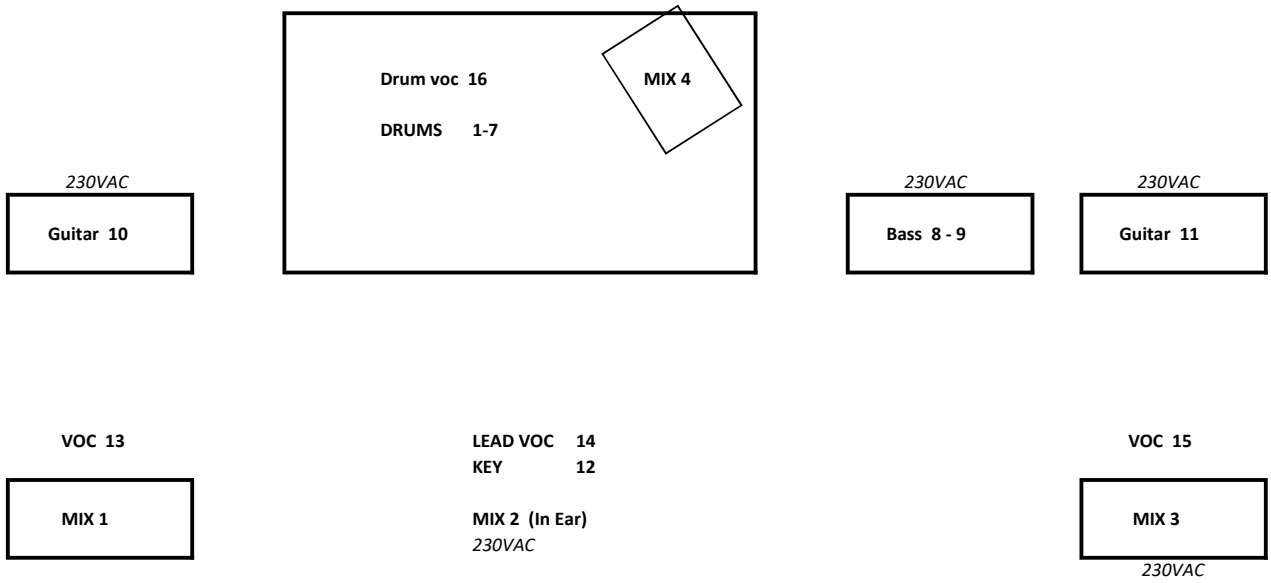 Drum voc 16
MIX 4
DRUMS 1-7
230VAC
230VAC
230VAC
Guitar 10
Bass 8 - 9
Guitar 11
VOC 13
LEAD VOC 14
VOC 15
KEY 12
MIX 1
MIX 2 (In Ear)
MIX 3
230VAC
230VAC